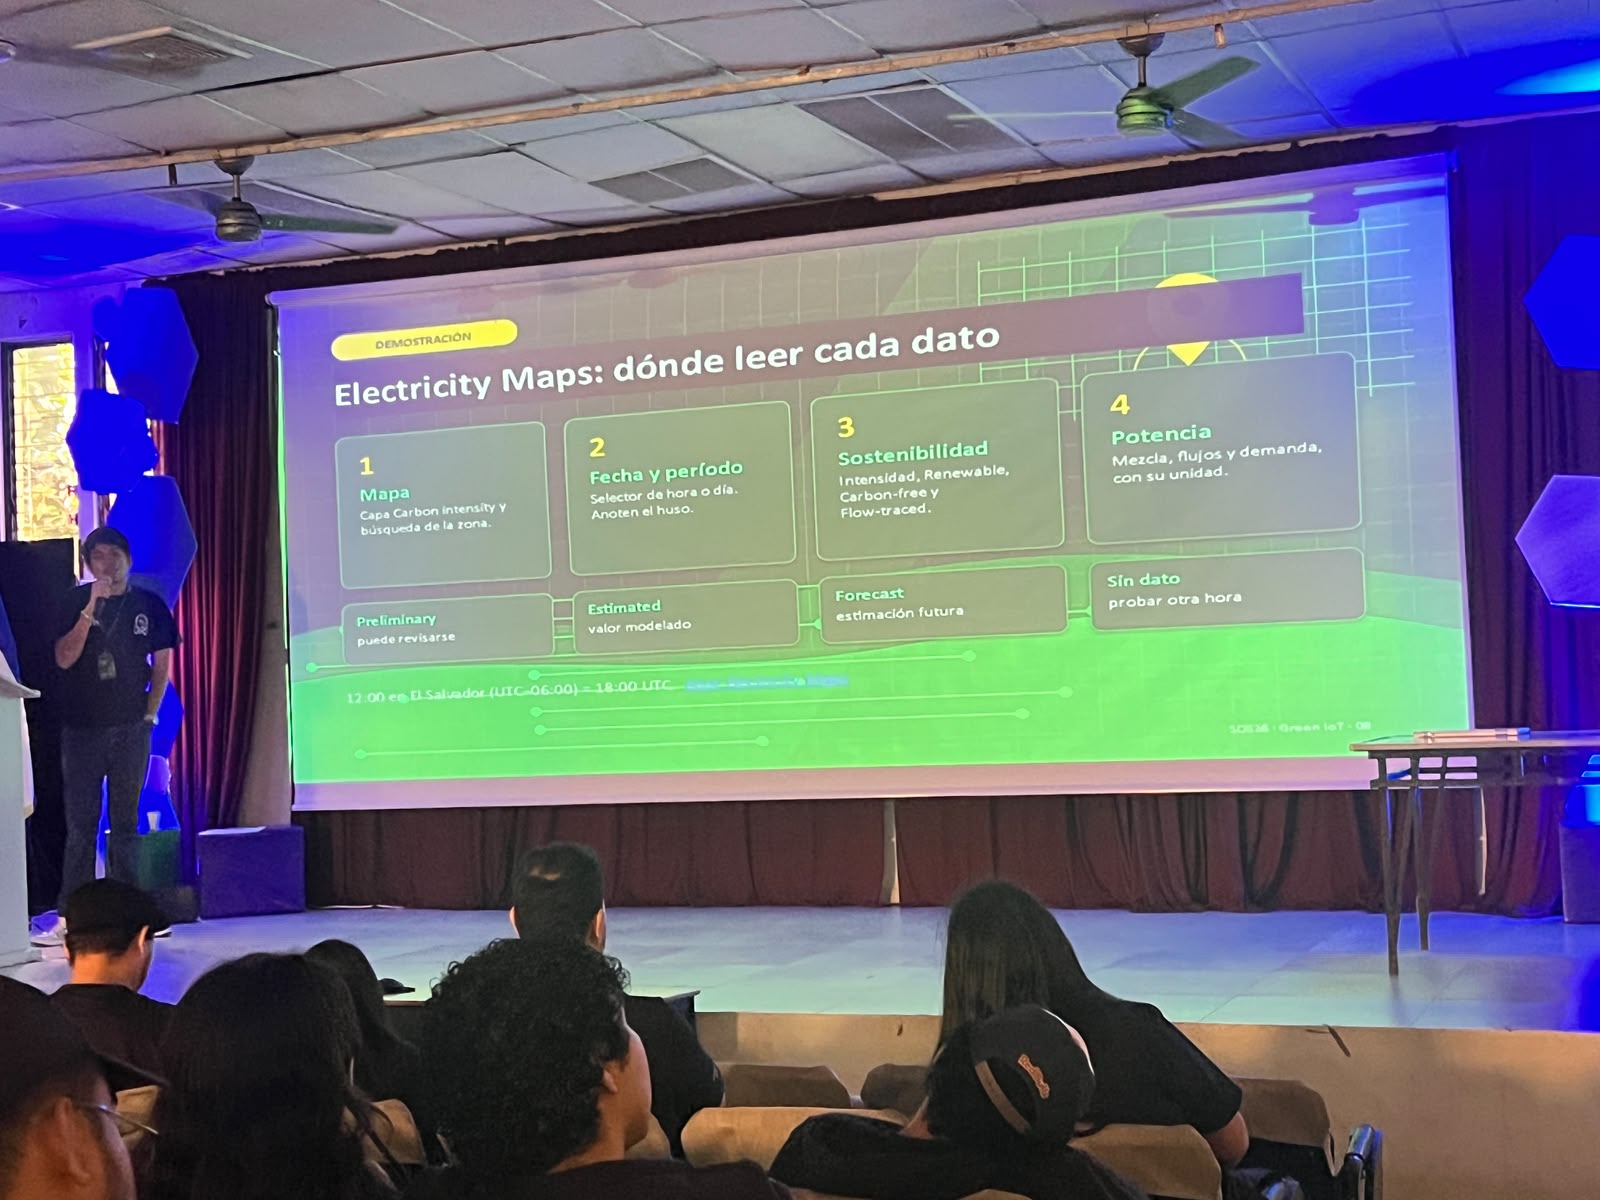 DEMOSTRACIÓN
Electricity Maps: dónde leer cada dato
1
Mapa
Capa Carbon intensity y
búsqueda de la zona.
2
Fecha y período
Selector de hora o día.
Anoten el huso.
3
Sostenibilidad
Intensidad, Renewable,
Carbon-free y
Flow-traced.
4
Potencia
Mezcla, flujos y demanda,
con su unidad.
Preliminary
puede revisarse
Estimated
valor modelado
Forecast
estimación futura
Sin dato
probar otra hora
12:00 en El Salvador (UTC-06:00) = 18:00 UTC
Green IoT · 08